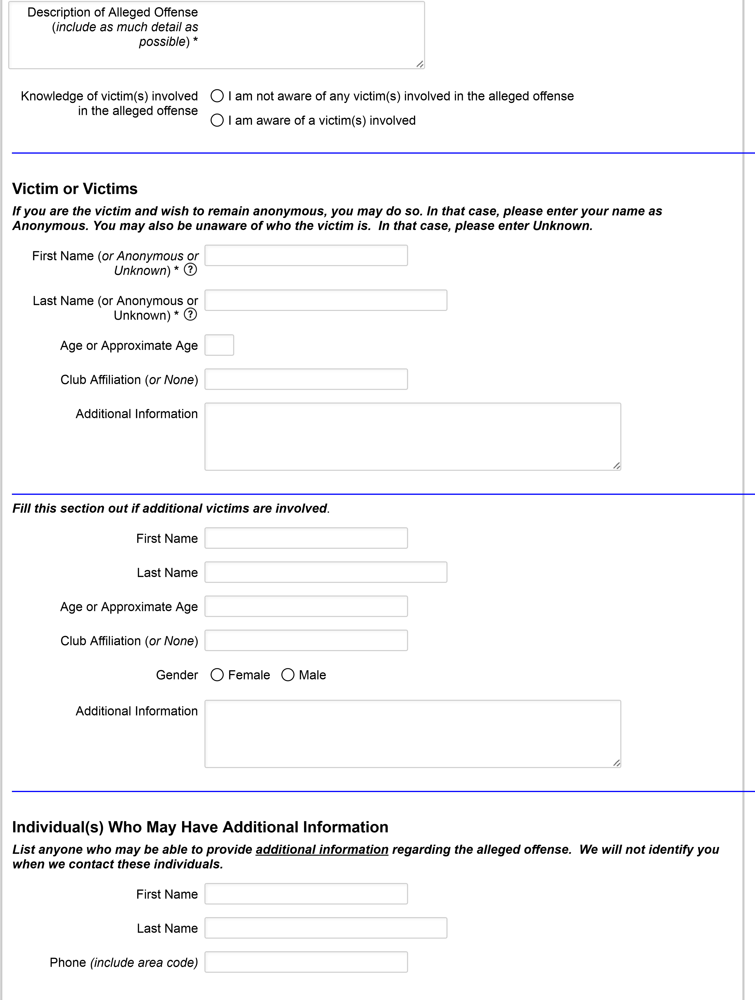 Description of Alleged Offense
(include as much detail as
possible) *
Knowledge of victim(s) involved
in the alleged offense
I am not aware of any victim(s) involved in the alleged offense
I am aware of a victim(s) involved
Victim or Victims
If you are the victim and wish to remain anonymous, you may do so. In that case, please enter your name as
Anonymous. You may also be unaware of who the victim is.  In that case, please enter Unknown.
First Name (or Anonymous or
Unknown) * ?
Last Name (or Anonymous or
Unknown) * ?
Age or Approximate Age
Club Affiliation (or None)
Additional Information
Fill this section out if additional victims are involved.
First Name
Last Name
Age or Approximate Age
Club Affiliation (or None)
Gender Female Male
Additional Information
Individual(s) Who May Have Additional Information
List anyone who may be able to provide additional information regarding the alleged offense.  We will not identify you
when we contact these individuals.
First Name
Last Name
Phone (include area code)